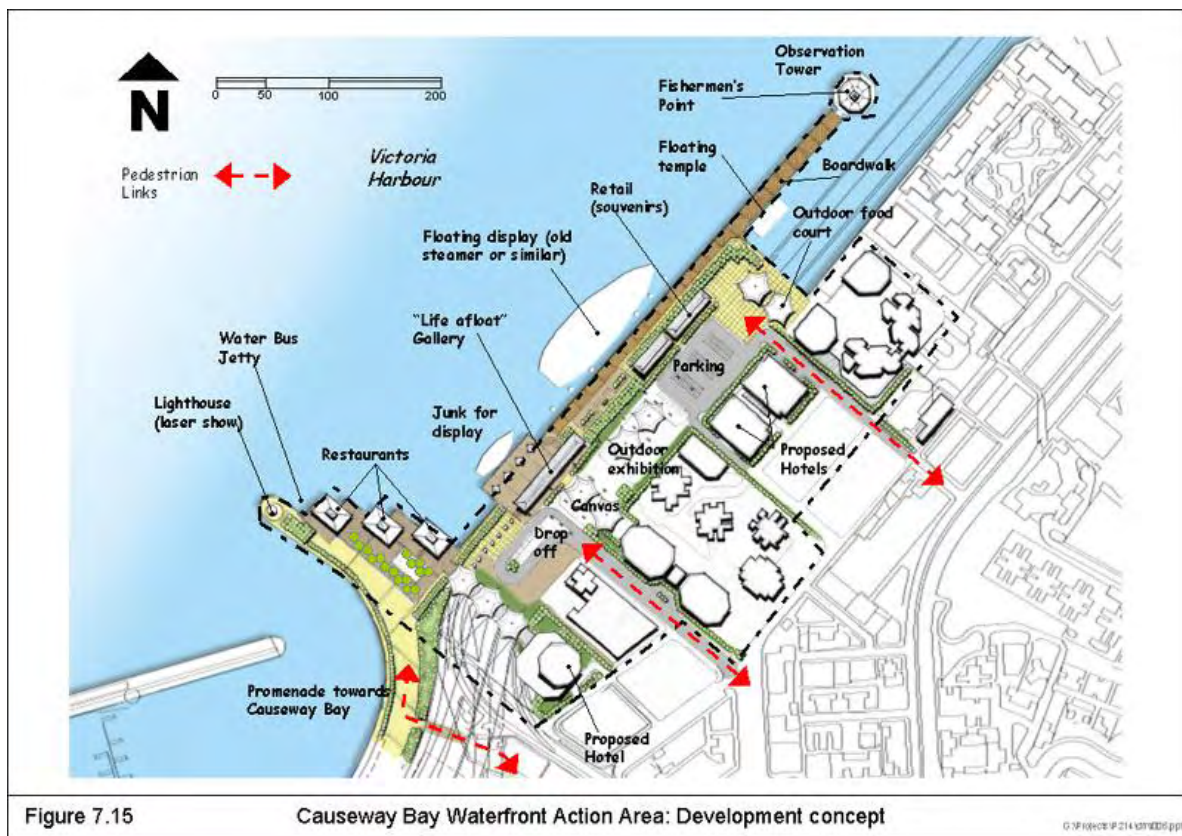 Observation
Tower
Fishermen's
Point
N
0 50 100 200
Victoria
Harbour
Pedestrian
Links
Floating
temple
Boardwalk
Retail
(souvenirs)
Outdoor food
court
Floating display (old
steamer or similar)
"Life afloat"
Gallery
Water Bus
Jetty
Parking
Lighthouse
(laser show)
Junk for
display
Restaurants
Outdoor
exhibition
Proposed
Hotels
Canvas
Drop
off
Promenade towards
Causeway Bay
Proposed
Hotel
Figure 7.15 Causeway Bay Waterfront Action Area: Development concept